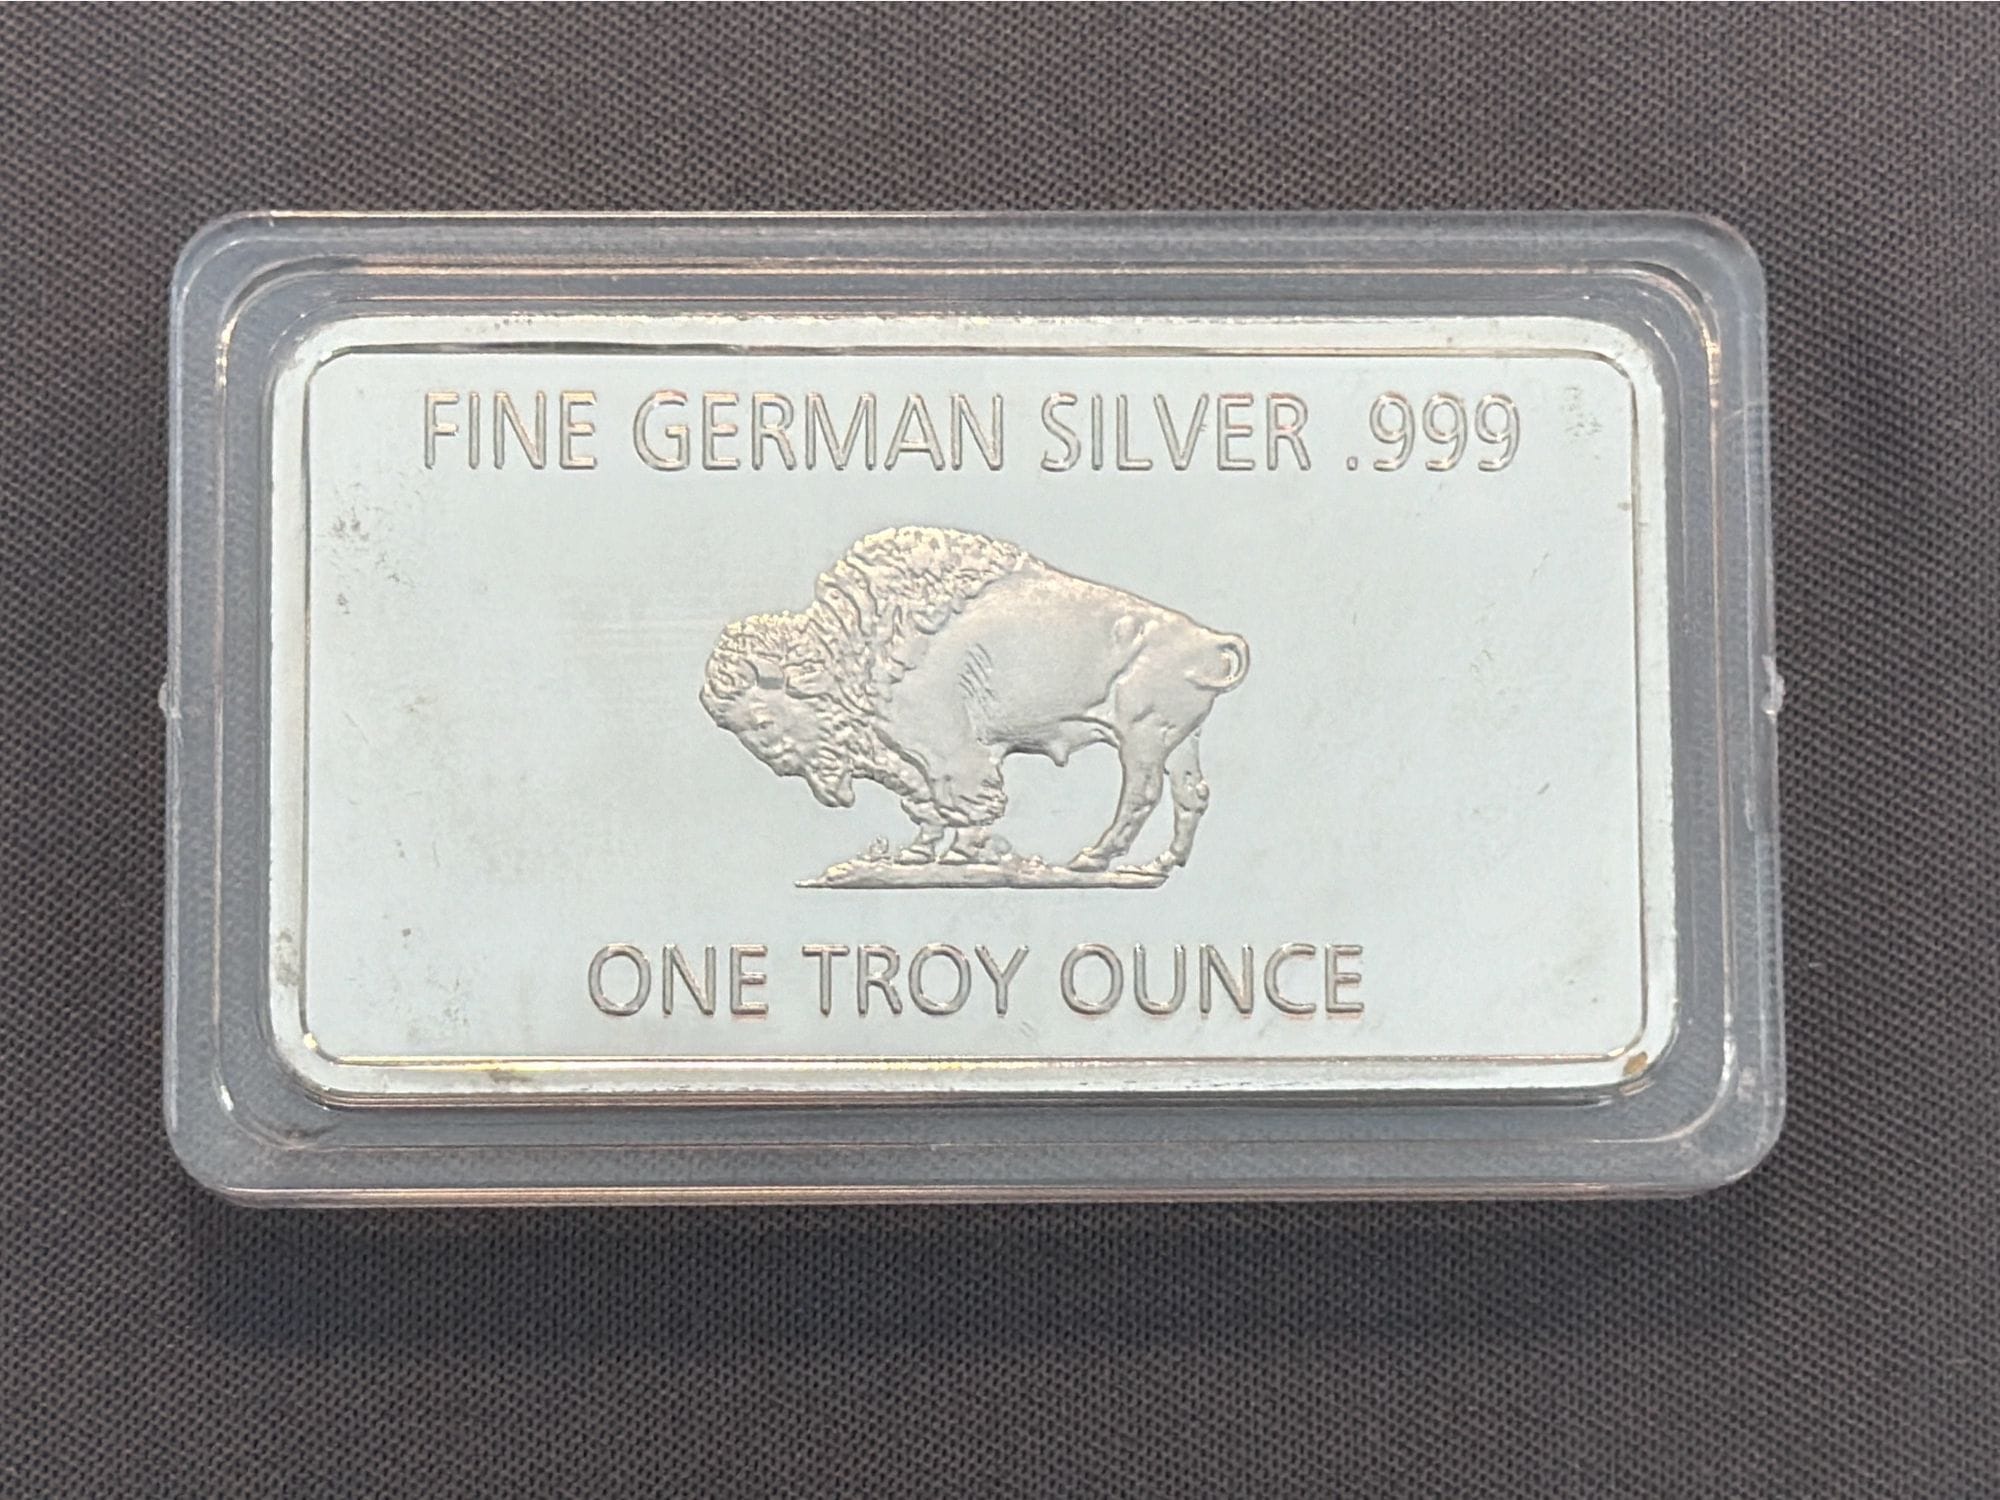 FINE GERMAN SILVER .999
ONE TROY OUNCE